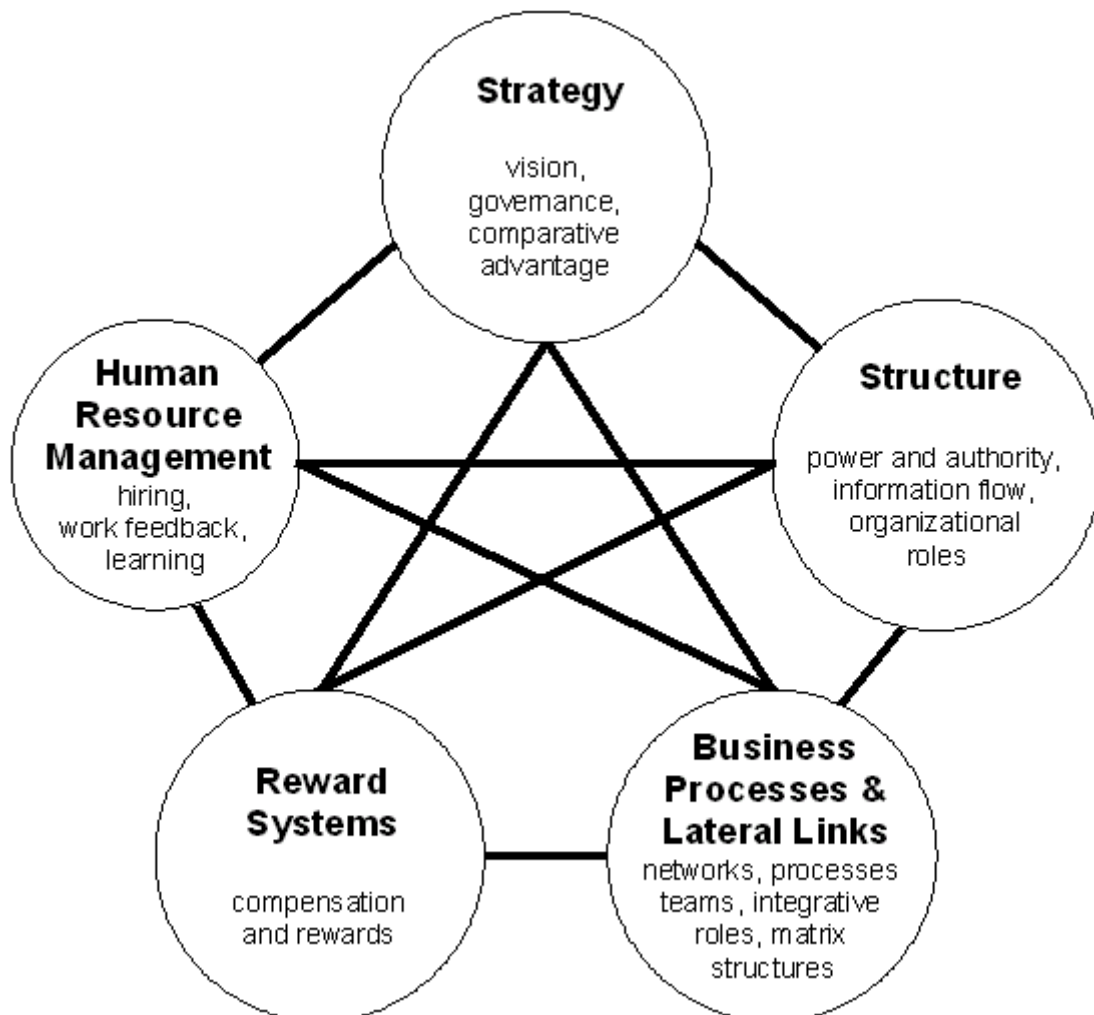 Strategy
vision,
governance,
comparative
advantage
Human
Resource
Management
hiring,
work feedback,
learning
Structure
power and authority,
information flow,
organizational
roles
Reward
Systems
compensation
and rewards
Business
Processes &
Lateral Links
networks, processes
teams, integrative
roles, matrix
structures